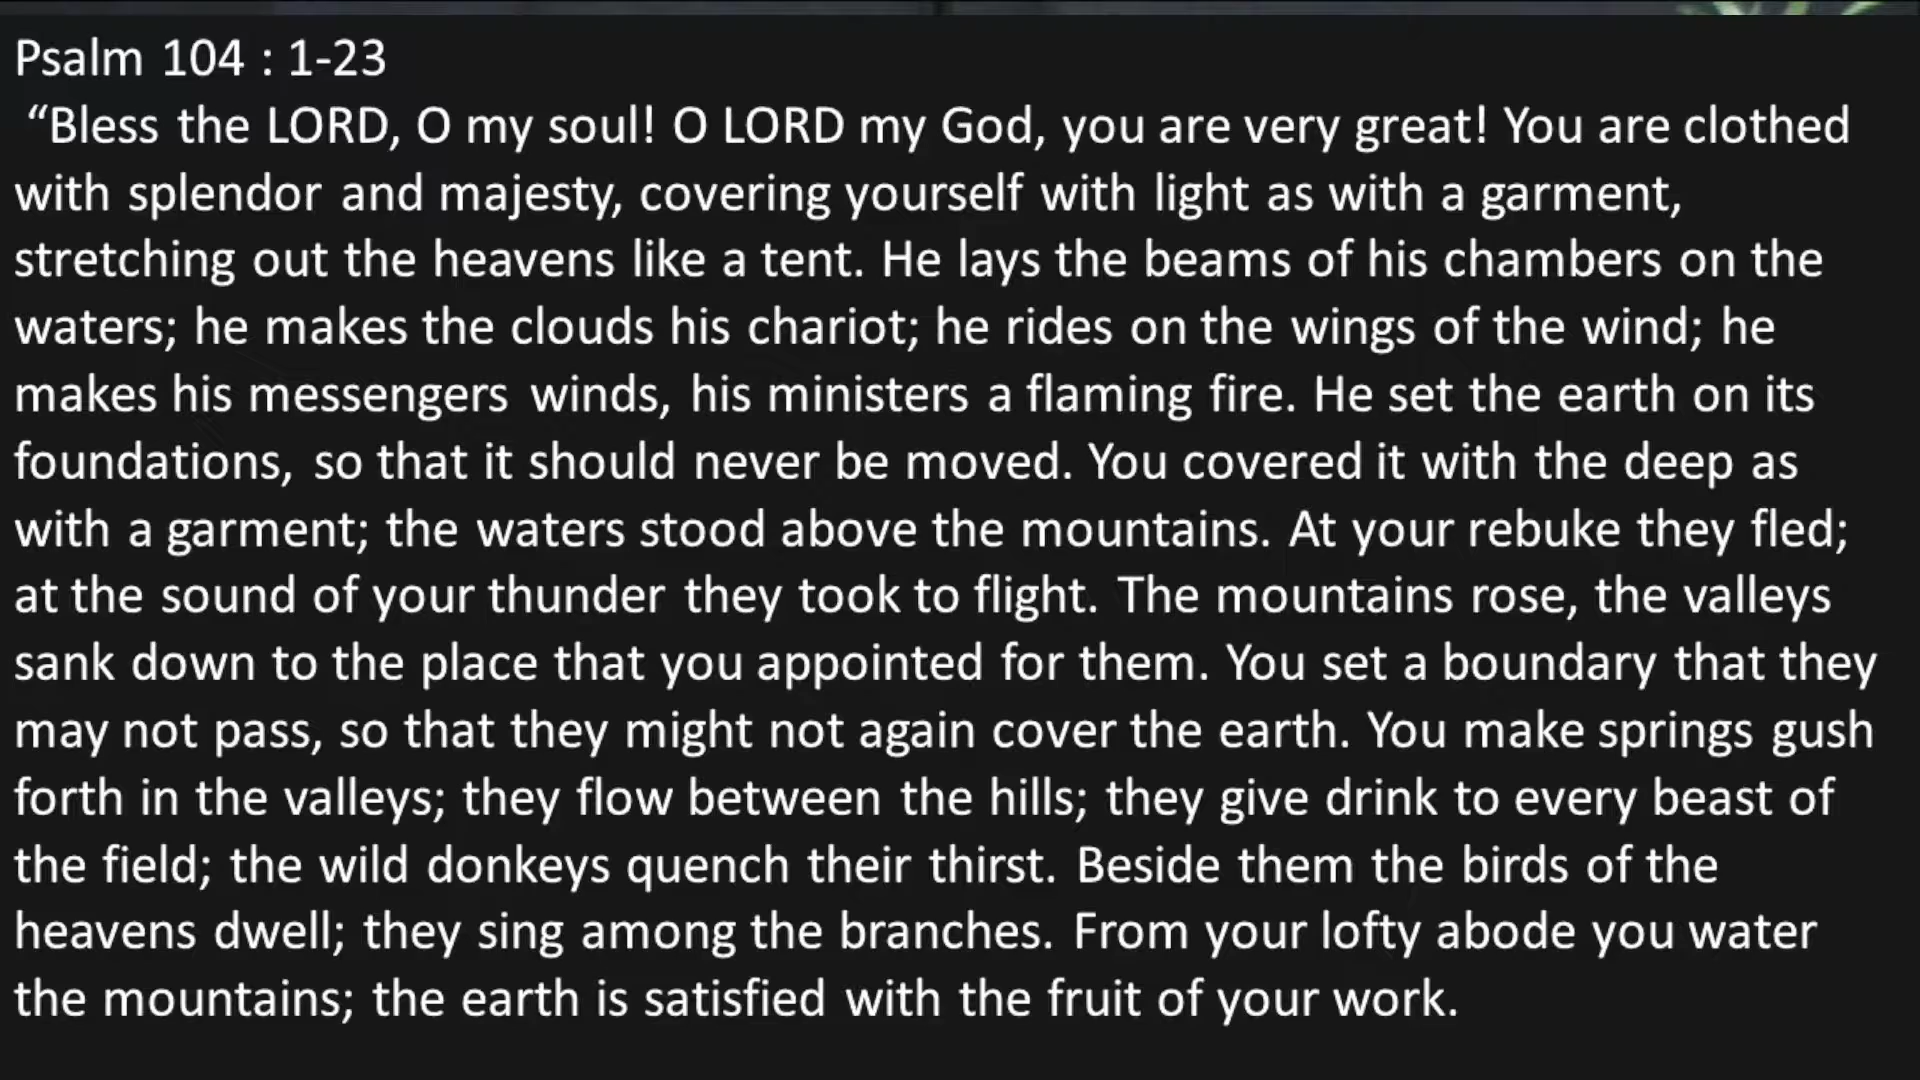 Psalm 104 : 1-23
“Bless the LORD, O my soul! O LORD my God, you are very great! You are clothed
with splendor and majesty, covering yourself with light as with a garment,
stretching out the heavens like a tent. He lays the beams of his chambers on the
waters; he makes the clouds his chariot; he rides on the wings of the wind; he
makes his messengers winds, his ministers a flaming fire. He set the earth on its
foundations, so that it should never be moved. You covered it with the deep as
with a garment; the waters stood above the mountains. At your rebuke they fled;
at the sound of your thunder they took to flight. The mountains rose, the valleys
sank down to the place that you appointed for them. You set a boundary that they
may not pass, so that they might not again cover the earth. You make springs gush
forth in the valleys; they flow between the hills; they give drink to every beast of
the field; the wild donkeys quench their thirst. Beside them the birds of the
heavens dwell; they sing among the branches. From your lofty abode you water
the mountains; the earth is satisfied with the fruit of your work.